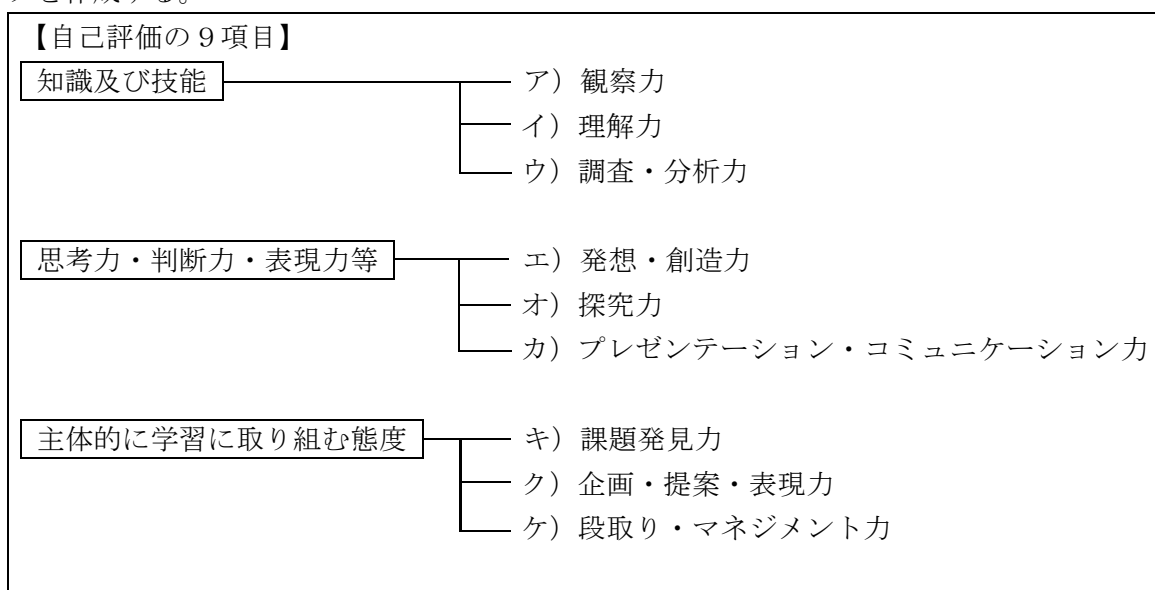 を作成する。
【自己評価の９項目】
知識及び技能
ア）観察力
イ）理解力
ウ）調査・分析力
思考力・判断力・表現力等
エ）発想・創造力
オ）探究力
カ）プレゼンテーション・コミュニケーション力
主体的に学習に取り組む態度
キ）課題発見力
ク）企画・提案・表現力
ケ）段取り・マネジメント力